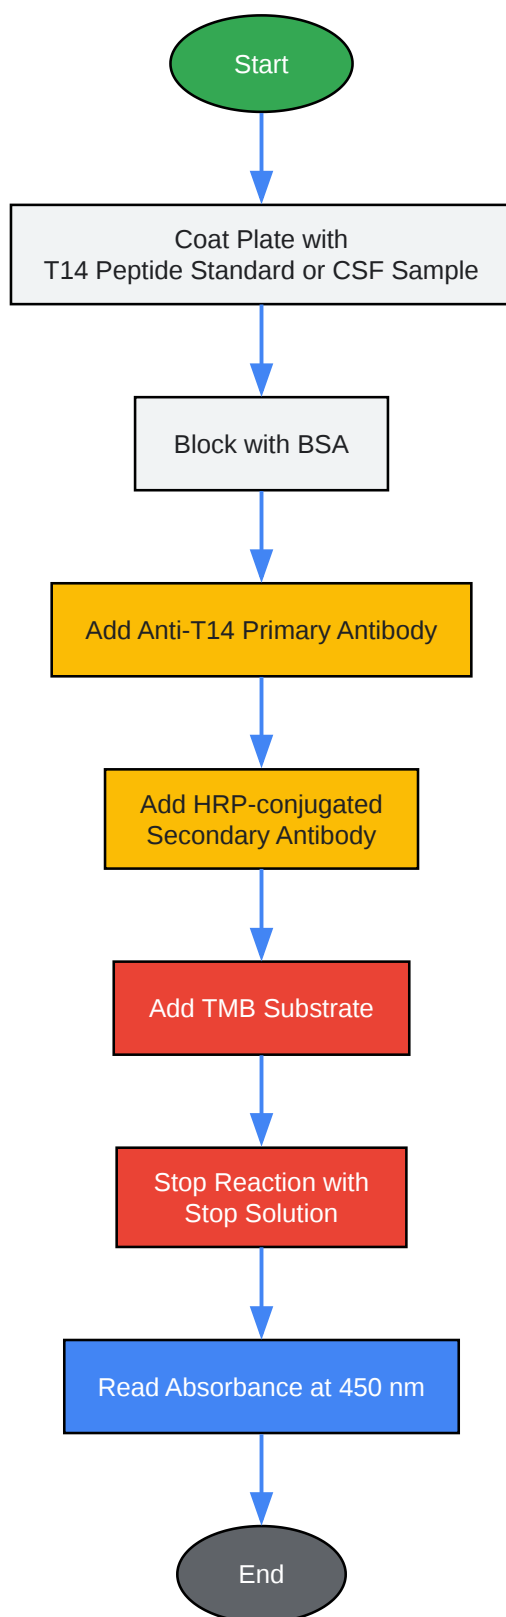 Start
Coat Plate with
T14 Peptide Standard or CSF Sample
Block with BSA
Add Anti-T14 Primary Antibody
Add HRP-conjugated
Secondary Antibody
Add TMB Substrate
Stop Reaction with
Stop Solution
Read Absorbance at 450 nm
End